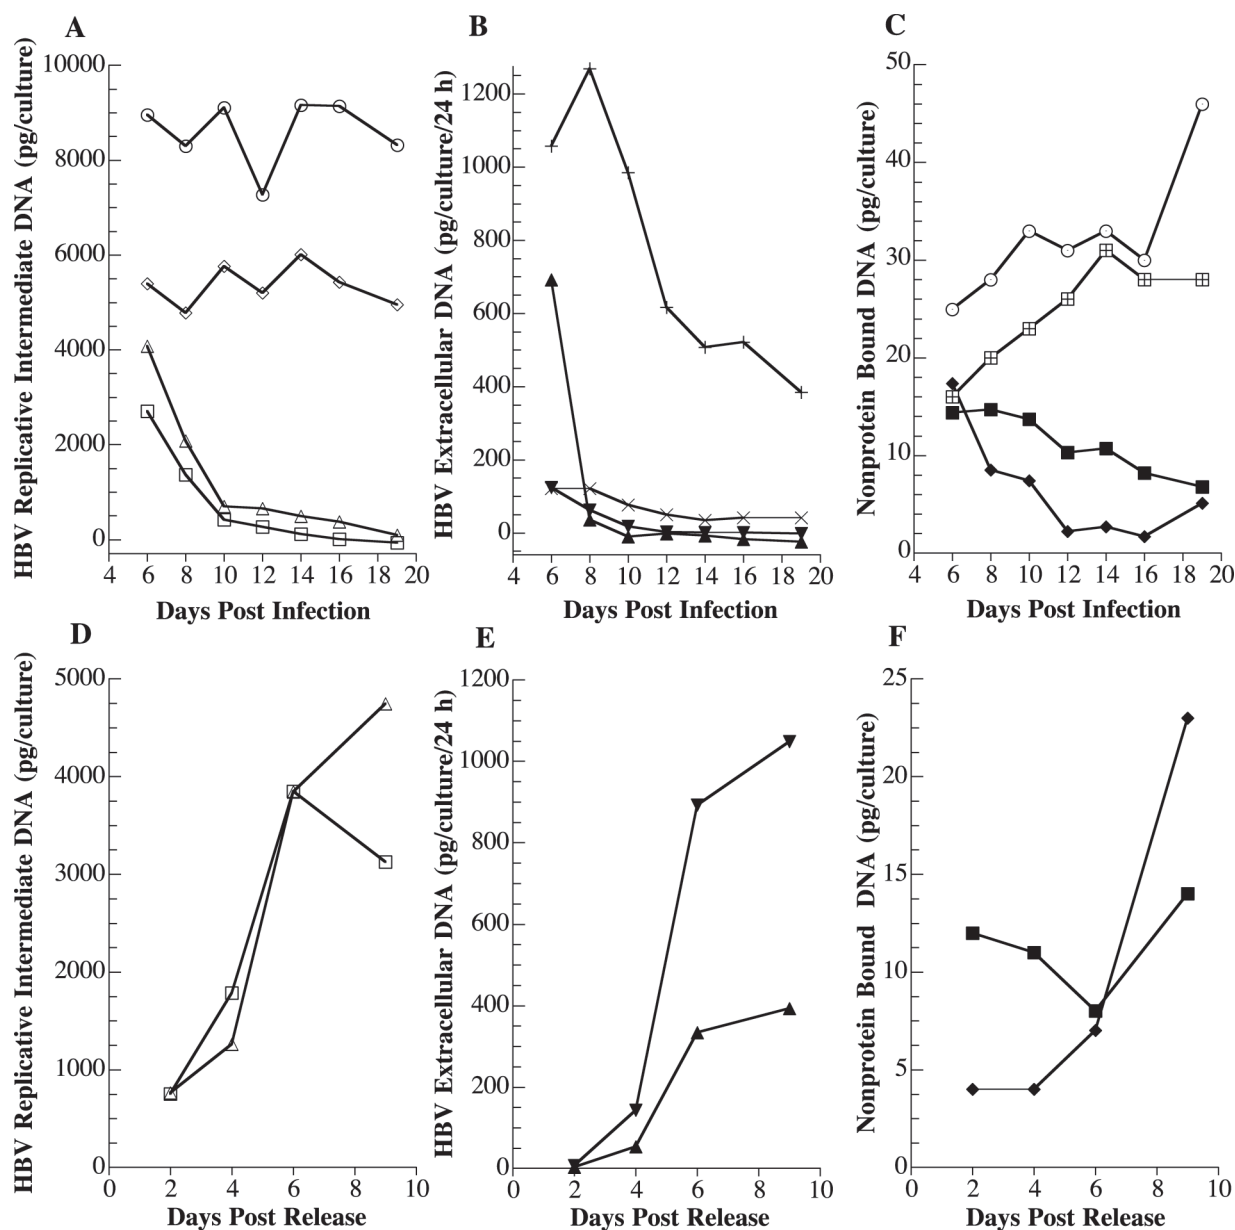 A
HBV Replicative Intermediate DNA (pg/culture)
10000
8000
6000
4000
2000
0
4 6 8 10 12 14 16 18 20
Days Post Infection
B
HBV Extracellular DNA (pg/culture/24 h)
1200
1000
800
600
400
200
0
4 6 8 10 12 14 16 18 20
Days Post Infection
C
Nonprotein Bound DNA (pg/culture)
50
40
30
20
10
0
4 6 8 10 12 14 16 18 20
Days Post Infection
D
HBV Replicative Intermediate DNA (pg/culture)
5000
4000
3000
2000
1000
0
0 2 4 6 8 10
Days Post Release
E
HBV Extracellular DNA (pg/culture/24 h)
1200
1000
800
600
400
200
0
0 2 4 6 8 10
Days Post Release
F
Nonprotein Bound DNA (pg/culture)
25
20
15
10
5
0
0 2 4 6 8 10
Days Post Release